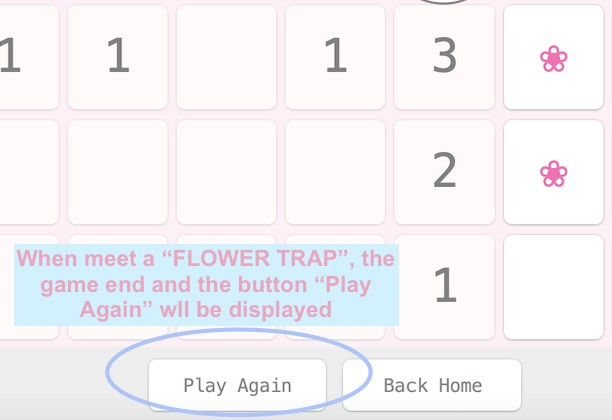 1 1 1 3
2
When meet a “FLOWER TRAP”, the
game end and the button “Play
Again” wll be displayed
1
Play Again Back Home